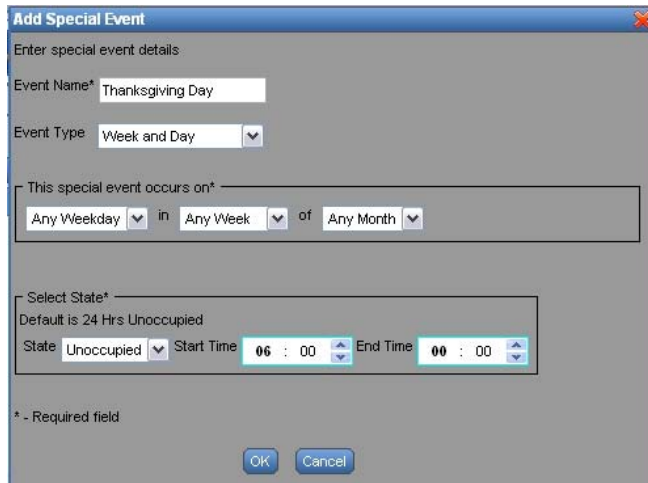 Add Special Event
Enter special event details
Event Name* Thanksgiving Day
Event Type Week and Day
This special event occurs on*
Any Weekday in Any Week of Any Month
Select State*
Default is 24 Hrs Unoccupied
State Unoccupied Start Time 06 : 00 End Time 00 : 00
* - Required field
OK Cancel